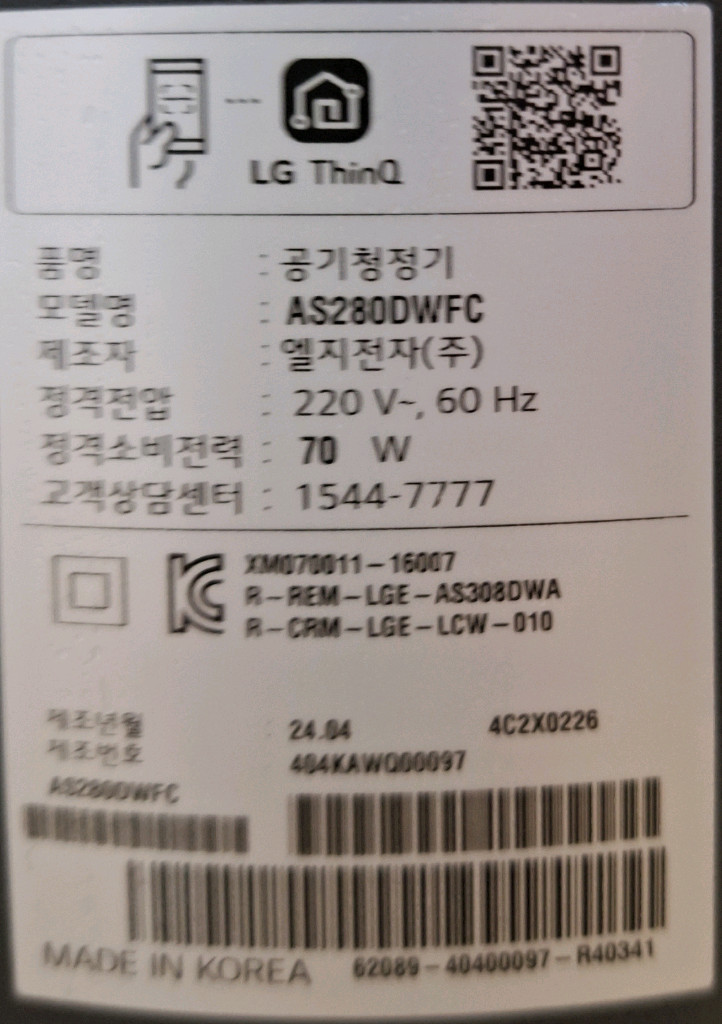 LG ThinQ
품명 : 공기청정기
모델명 : AS280DWFC
제조자 : 엘지전자(주)
정격전압 : 220 V~, 60 Hz
정격소비전력 : 70 W
고객상담센터 : 1544-7777
XM070011-16007
R-REM-LGE-AS308DWA
R-CRM-LGE-LCW-010
제조년월 : 24.04 4C2X0226
제조번호 404KAWQ00097
AS280DWFC
MADE IN KOREA 62089-40400097-R40341